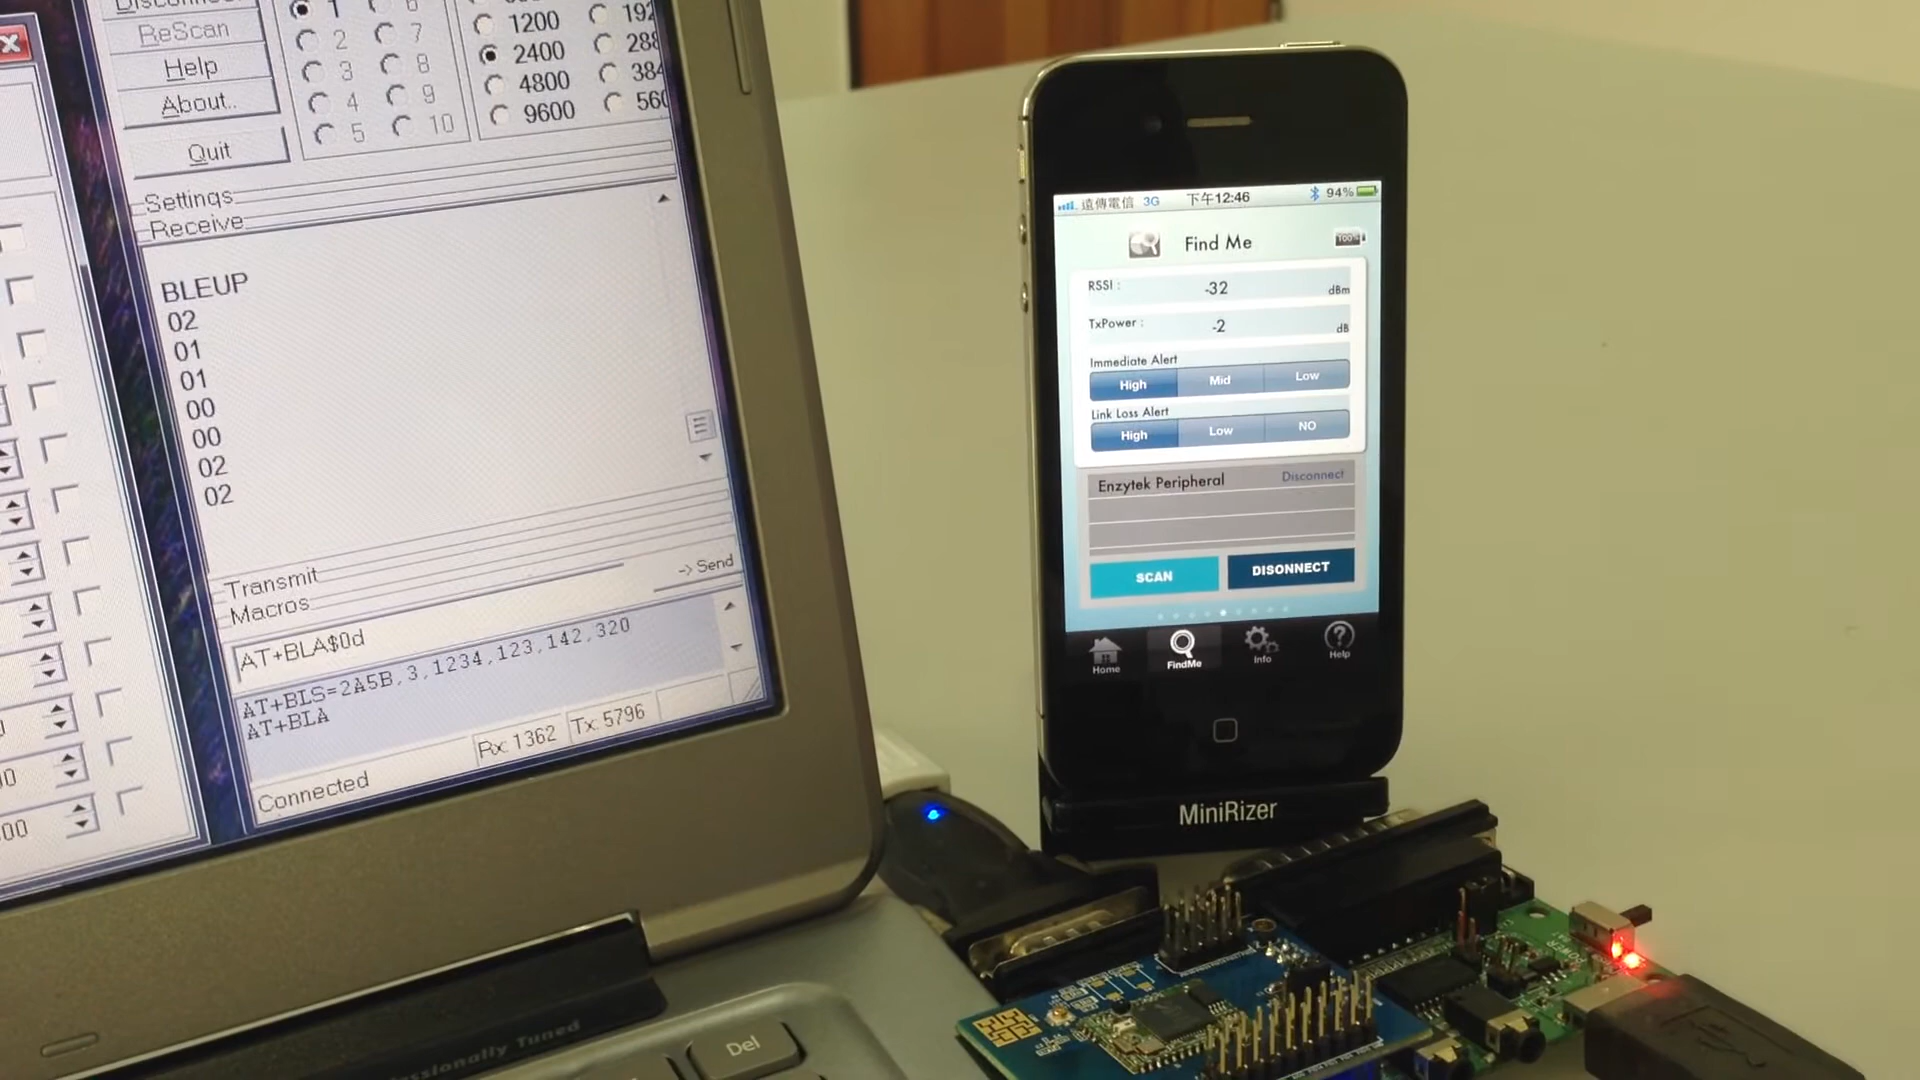 ReScan
Help
About..
Quit
1
2
3
4
5
6
7
8
9
10
1200
2400
4800
9600
Settings
Receive
BLEUP
02
01
01
00
00
02
02
Transmit
Macros
-> Send
AT+BLA$0d
AT+BLS=2A5B,3,1234,123,142,320
AT+BLA
Connected
Rx: 1362
Tx: 5796
Del
遠傳電信 3G 下午12:46 94%
Find Me
100%
RSSI : -32 dBm
TxPower : -2 dB
Immediate Alert
High Mid Low
Link Loss Alert
High Low NO
Enzytek Peripheral Disconnect
SCAN DISONNECT
Home FindMe Info Help
MiniRizer